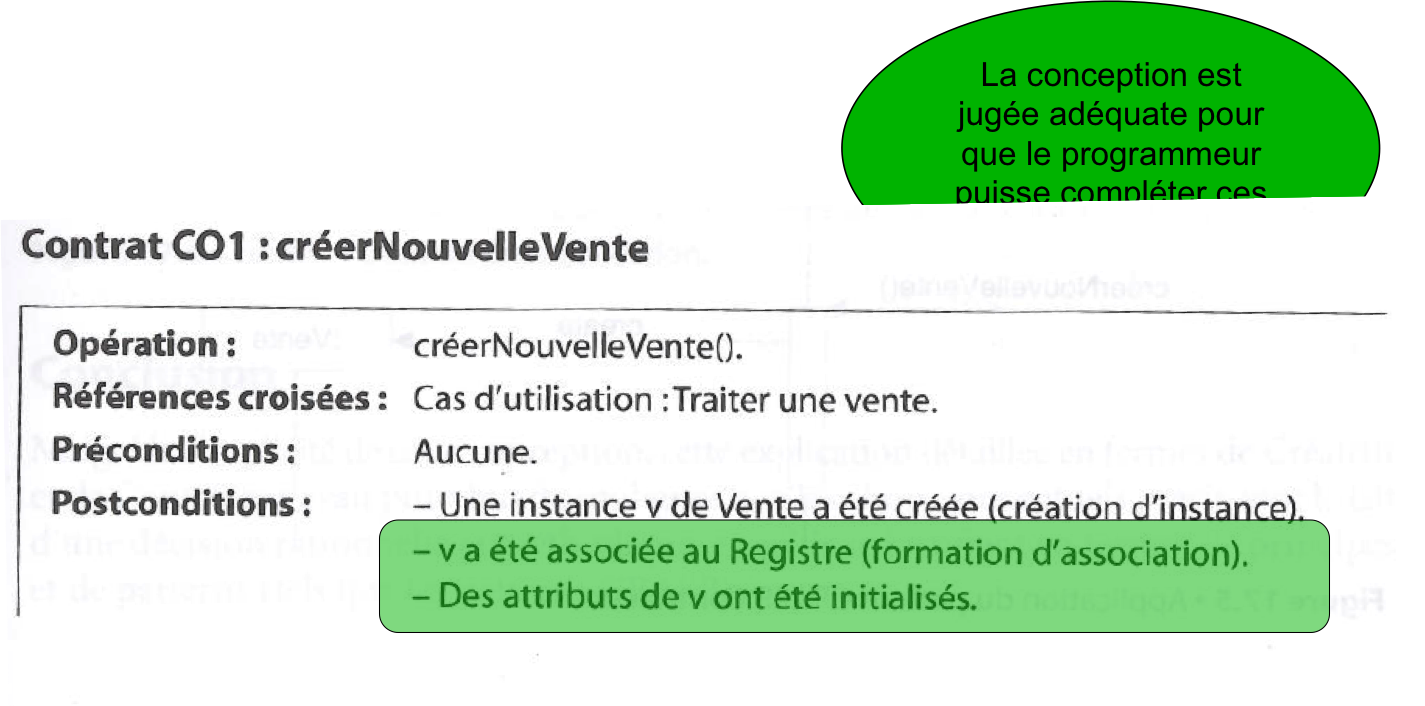 La conception est
jugée adéquate pour
que le programmeur
puisse compléter ces
Contrat CO1 : créerNouvelleVente
Opération : créerNouvelleVente().
Références croisées : Cas d'utilisation : Traiter une vente.
Préconditions : Aucune.
Postconditions : – Une instance v de Vente a été créée (création d'instance).
– v a été associée au Registre (formation d'association).
– Des attributs de v ont été initialisés.